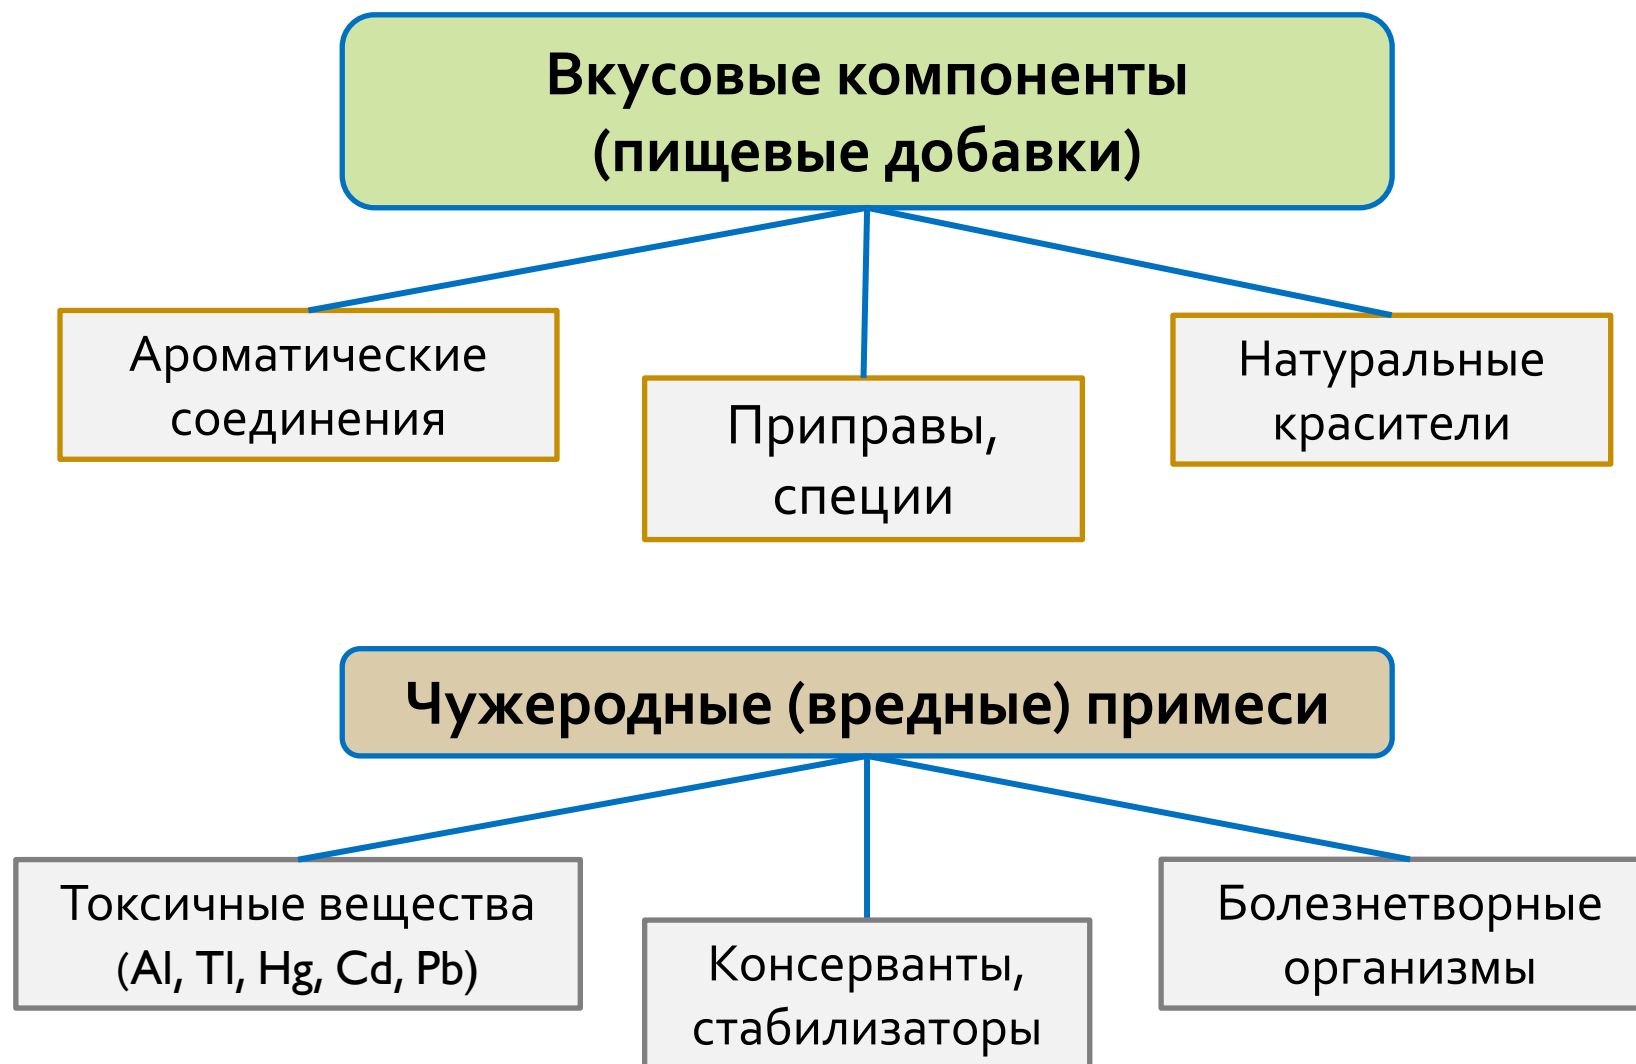 Вкусовые компоненты
(пищевые добавки)
Ароматические
соединения
Приправы,
специи
Натуральные
красители
Чужеродные (вредные) примеси
Токсичные вещества
(Al, Tl, Hg, Cd, Pb)
Консерванты,
стабилизаторы
Болезнетворные
организмы